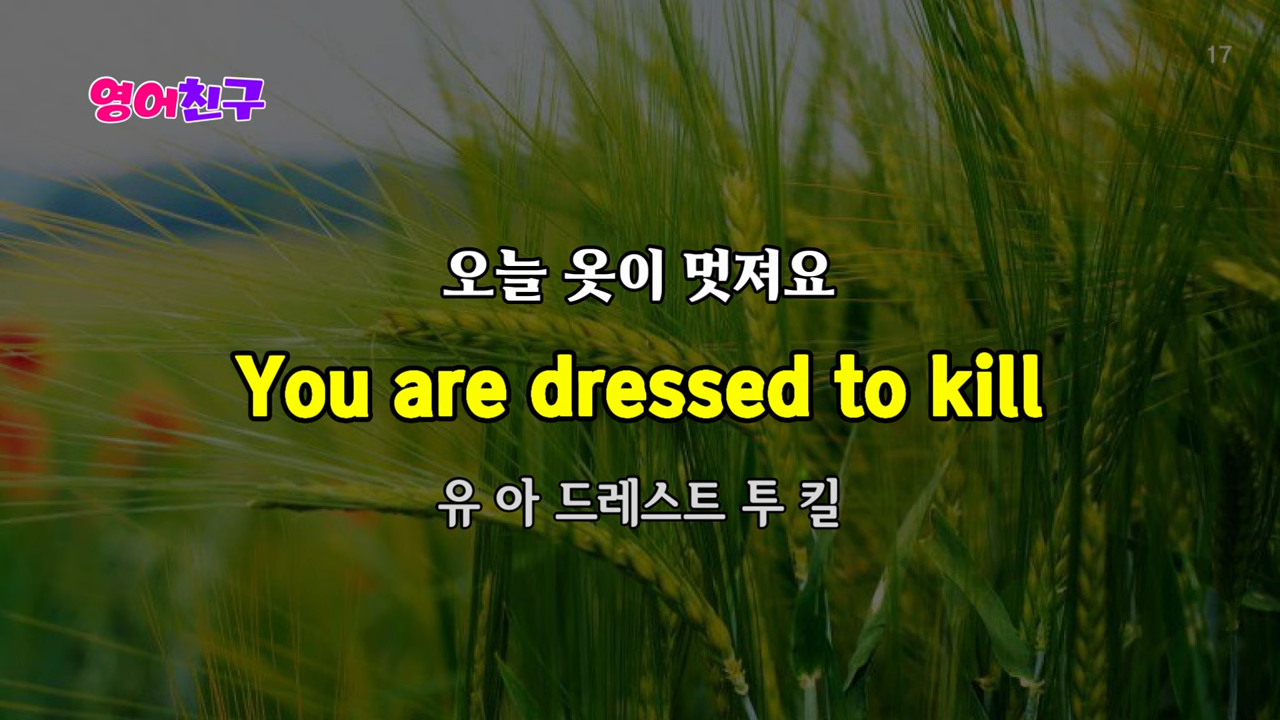 17
영어친구
오늘 옷이 멋져요
You are dressed to kill
유 아 드레스트 투 킬